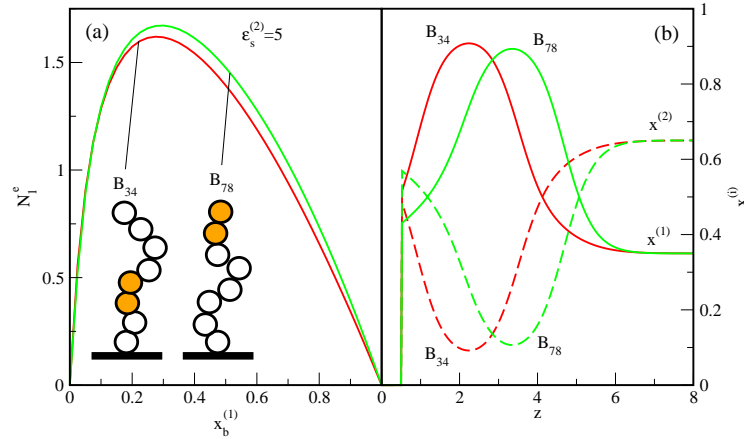 (a)
ε_s^(2)=5
B_34
B_78
N_1^e
1.5
1
0.5
0
0
0.2
0.4
0.6
0.8
x_b^(1)
(b)
B_34
B_78
x^(2)
x^(1)
B_34
B_78
1
0.8
0.6
0.4
0.2
0
x^(i)
0
2
4
6
8
z